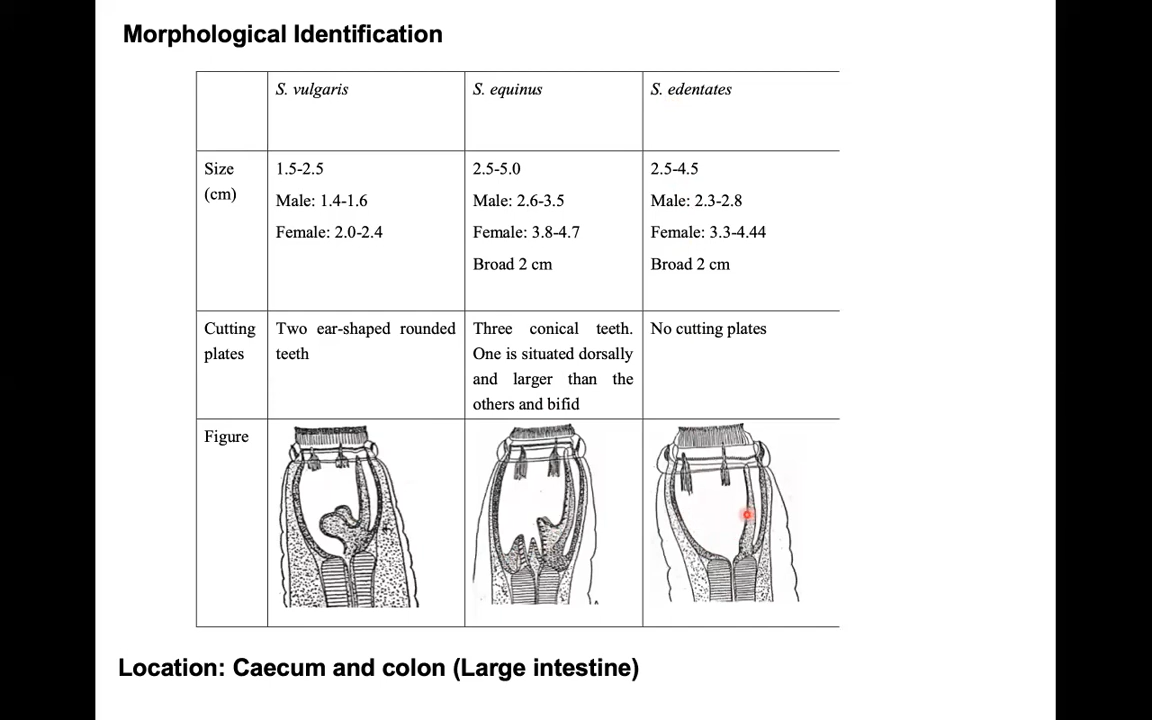 Morphological Identification
S. vulgaris
S. equinus
S. edentates
Size
(cm)
1.5-2.5
Male: 1.4-1.6
Female: 2.0-2.4
2.5-5.0
Male: 2.6-3.5
Female: 3.8-4.7
Broad 2 cm
2.5-4.5
Male: 2.3-2.8
Female: 3.3-4.44
Broad 2 cm
Cutting
plates
Two ear-shaped rounded
teeth
Three conical teeth.
One is situated dorsally
and larger than the
others and bifid
No cutting plates
Figure
Location: Caecum and colon (Large intestine)